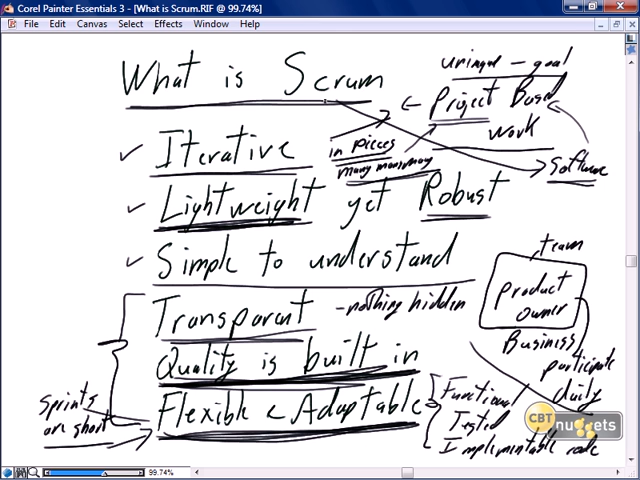 Corel Painter Essentials 3 - [What is Scrum.RIF @ 99.74%]
File Edit Canvas Select Effects Window Help
What is Scrum
unique - goal
Project Based
work
software
Iterative
in pieces
many many many
Lightweight yet Robust
Simple to understand
Transparent - nothing hidden
team
product
owner
Business
participate
daily
Quality is built in
Flexible & Adaptable
sprints
are short
Functional
Tested
Implementable code
CBT
nuggets
99.74%